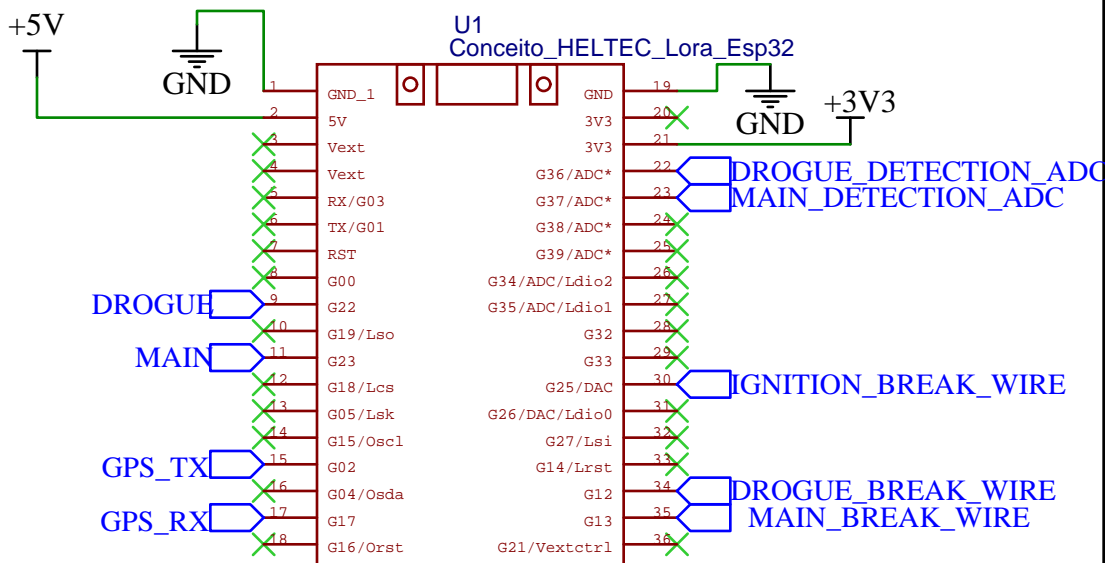 +5V
U1
Conceito_HELTEC_Lora_Esp32
GND
1 GND_1 GND 19
+3V3
GND
2 5V 3V3 20
3 Vext 3V3 21
4 Vext G36/ADC* 22 DROGUE_DETECTION_ADC
5 RX/G03 G37/ADC* 23 MAIN_DETECTION_ADC
6 TX/G01 G38/ADC* 24
7 RST G39/ADC* 25
8 G00 G34/ADC/Ldio2 26
DROGUE 9 G22 G35/ADC/Ldio1 27
10 G19/Lso G32 28
MAIN 11 G23 G33 29
12 G18/Lcs G25/DAC 30 IGNITION_BREAK_WIRE
13 G05/Lsk G26/DAC/Ldio0 31
14 G15/Oscl G27/Lsi 32
GPS_TX 15 G02 G14/Lrst 33
16 G04/Osda G12 34 DROGUE_BREAK_WIRE
GPS_RX 17 G17 G13 35 MAIN_BREAK_WIRE
18 G16/Orst G21/Vextctrl 36